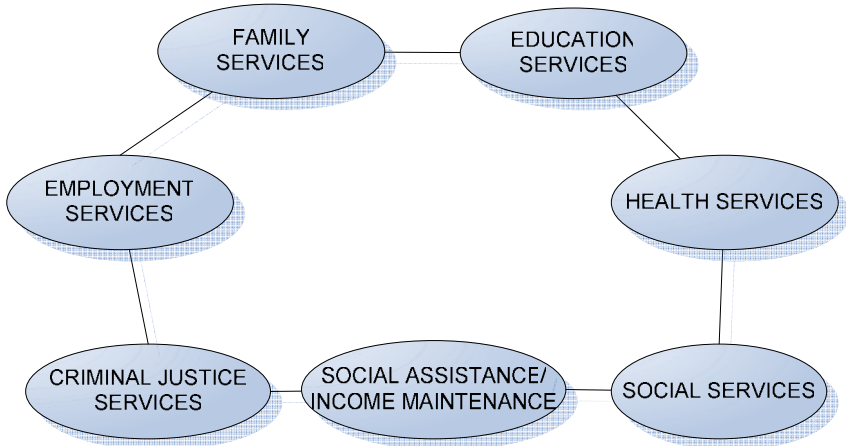 FAMILY
SERVICES
EDUCATION
SERVICES
EMPLOYMENT
SERVICES
HEALTH SERVICES
CRIMINAL JUSTICE
SERVICES
SOCIAL ASSISTANCE/
INCOME MAINTENANCE
SOCIAL SERVICES